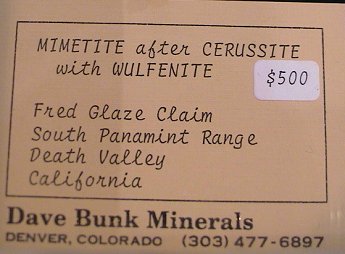 MIMETITE after CERUSSITE
with WULFENITE
$500
Fred Glaze Claim
South Panamint Range
Death Valley
California
Dave Bunk Minerals
DENVER, COLORADO (303) 477-6897